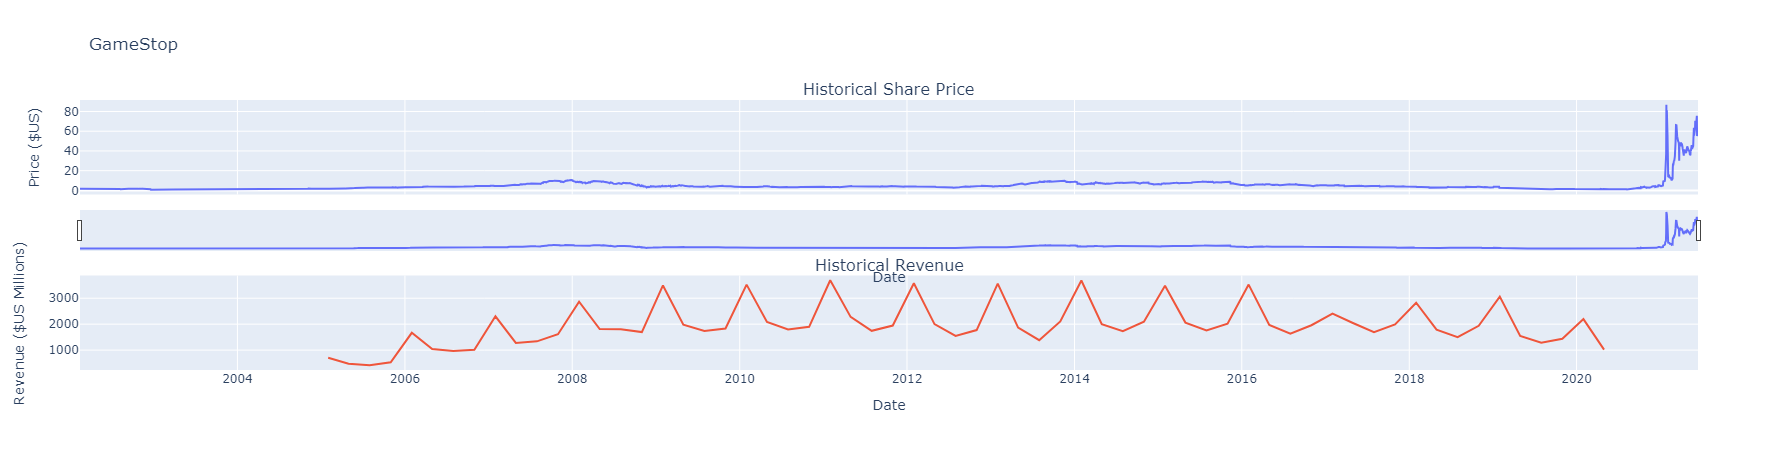 GameStop
Historical Share Price
Price ($US)
80
60
40
20
0
Historical Revenue
Date
Revenue ($US Millions)
3000
2000
1000
2004 2006 2008 2010 2012 2014 2016 2018 2020
Date